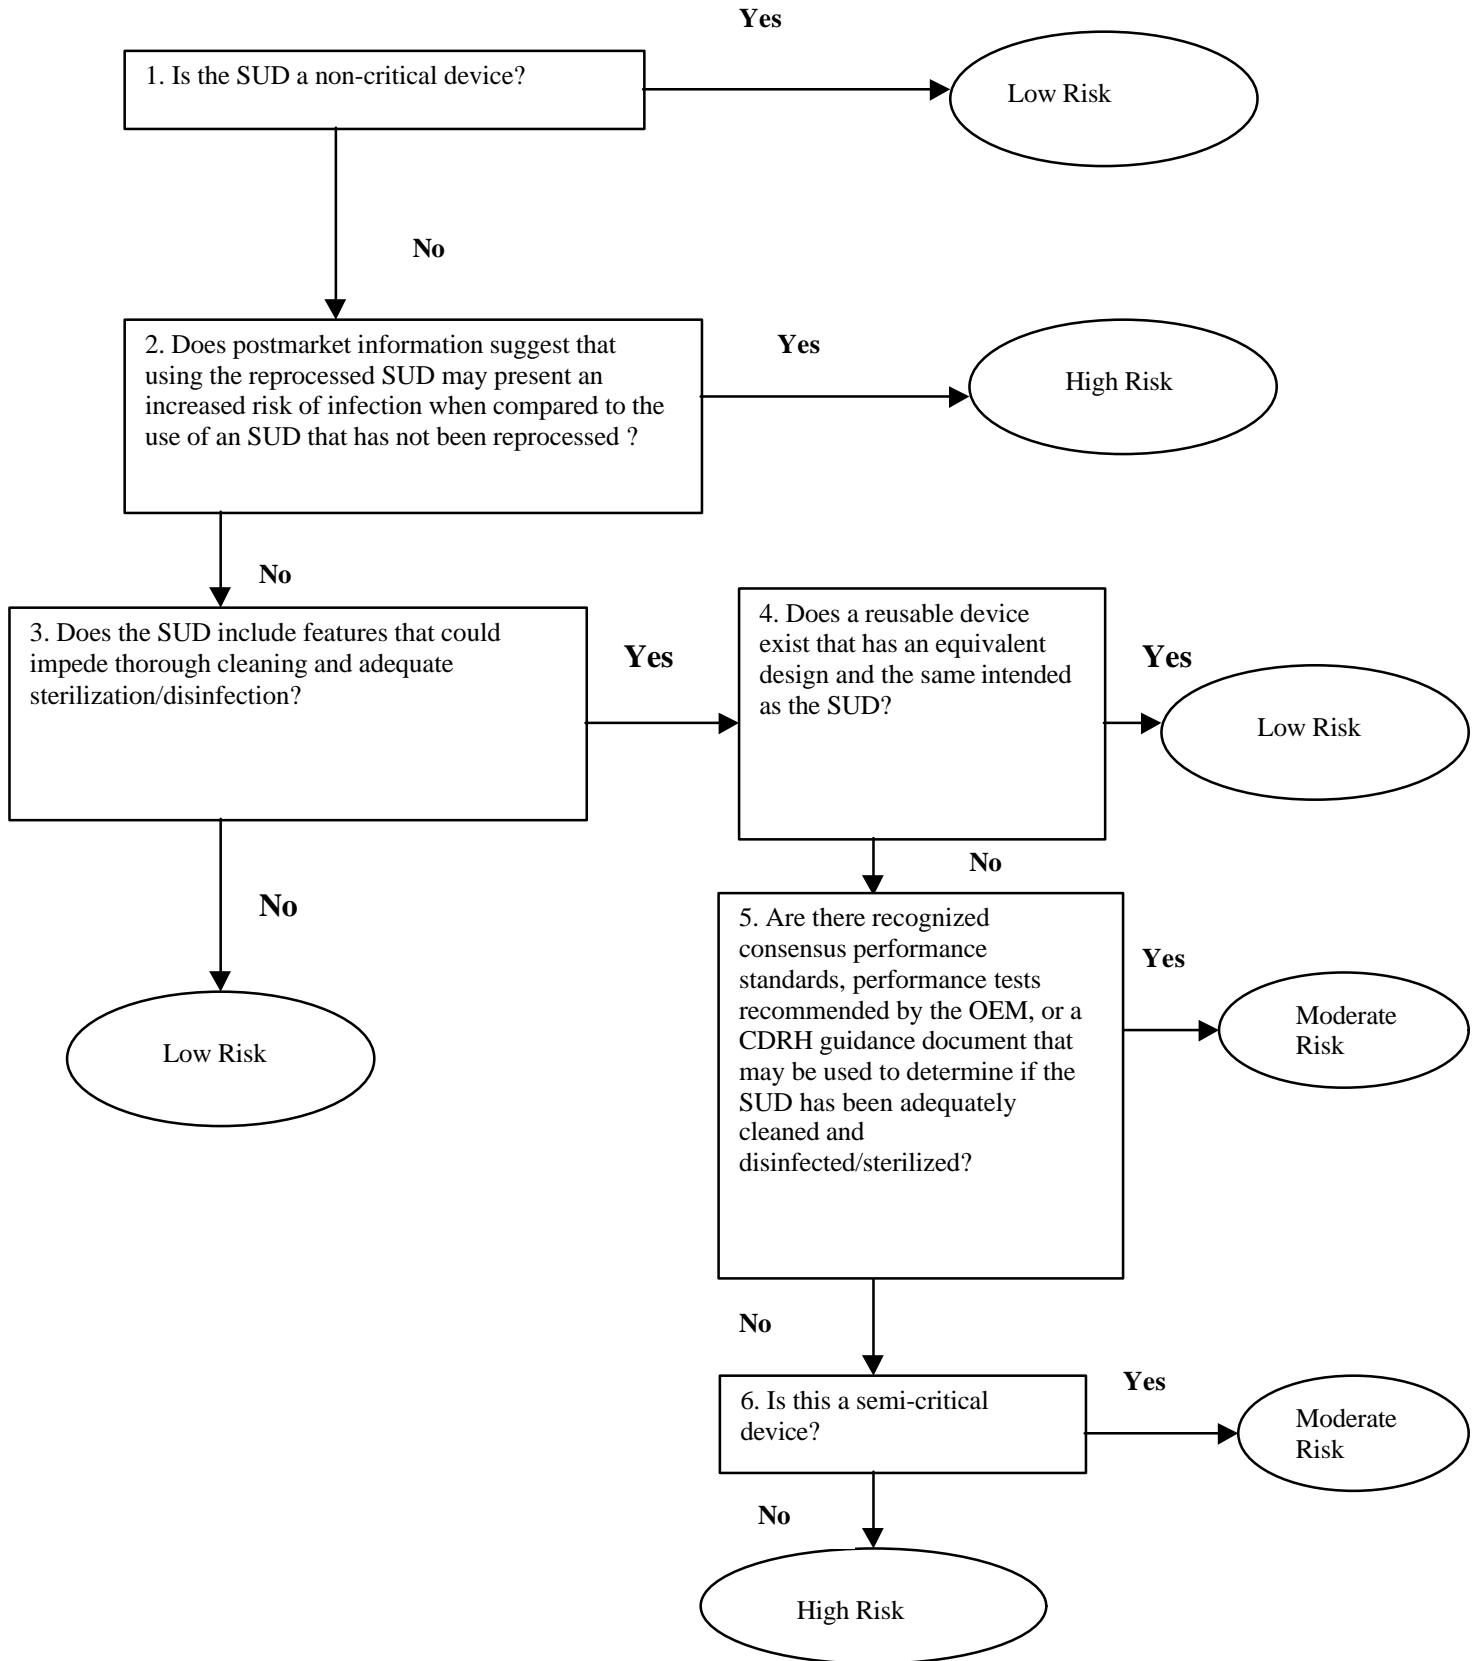 Yes
1. Is the SUD a non-critical device?
Low Risk
No
2. Does postmarket information suggest that
using the reprocessed SUD may present an
increased risk of infection when compared to the
use of an SUD that has not been reprocessed ?
Yes
High Risk
No
3. Does the SUD include features that could
impede thorough cleaning and adequate
sterilization/disinfection?
Yes
4. Does a reusable device
exist that has an equivalent
design and the same intended
as the SUD?
Yes
Low Risk
No
No
Low Risk
5. Are there recognized
consensus performance
standards, performance tests
recommended by the OEM, or a
CDRH guidance document that
may be used to determine if the
SUD has been adequately
cleaned and
disinfected/sterilized?
Yes
Moderate
Risk
No
6. Is this a semi-critical
device?
Yes
Moderate
Risk
No
High Risk